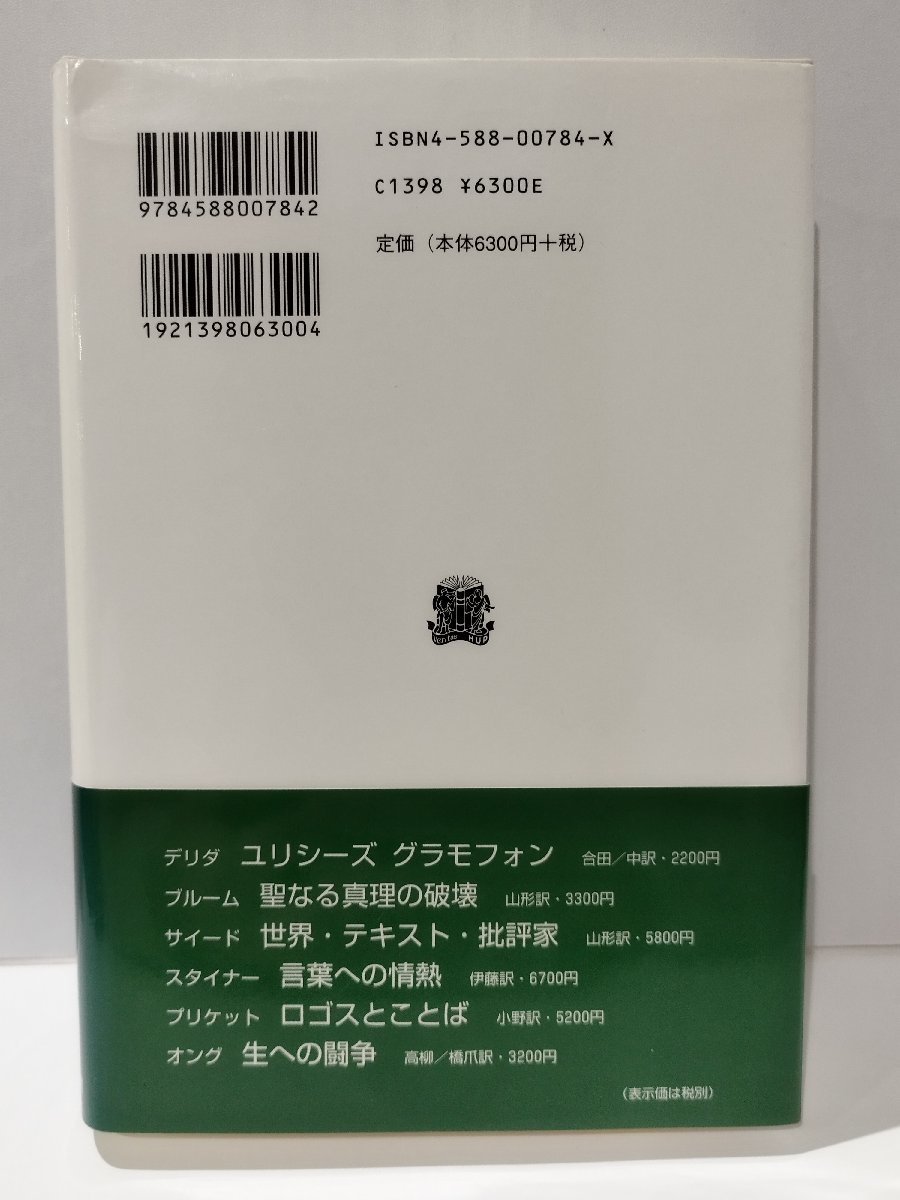 ISBN4-588-00784-X
9784588007842
C1398 ¥6300E
定価(本体6300円+税)
1921398063004
Veritas HUP
デリダ ユリシーズ グラモフォン 合田/中訳・2200円
ブルーム 聖なる真理の破壊 山形訳・3300円
サイード 世界・テキスト・批評家 山形訳・5800円
スタイナー 言葉への情熱 伊藤訳・6700円
プリケット ロゴスとことば 小野訳・5200円
オング 生への闘争 高柳/橋爪訳・3200円
(表示価は税別)